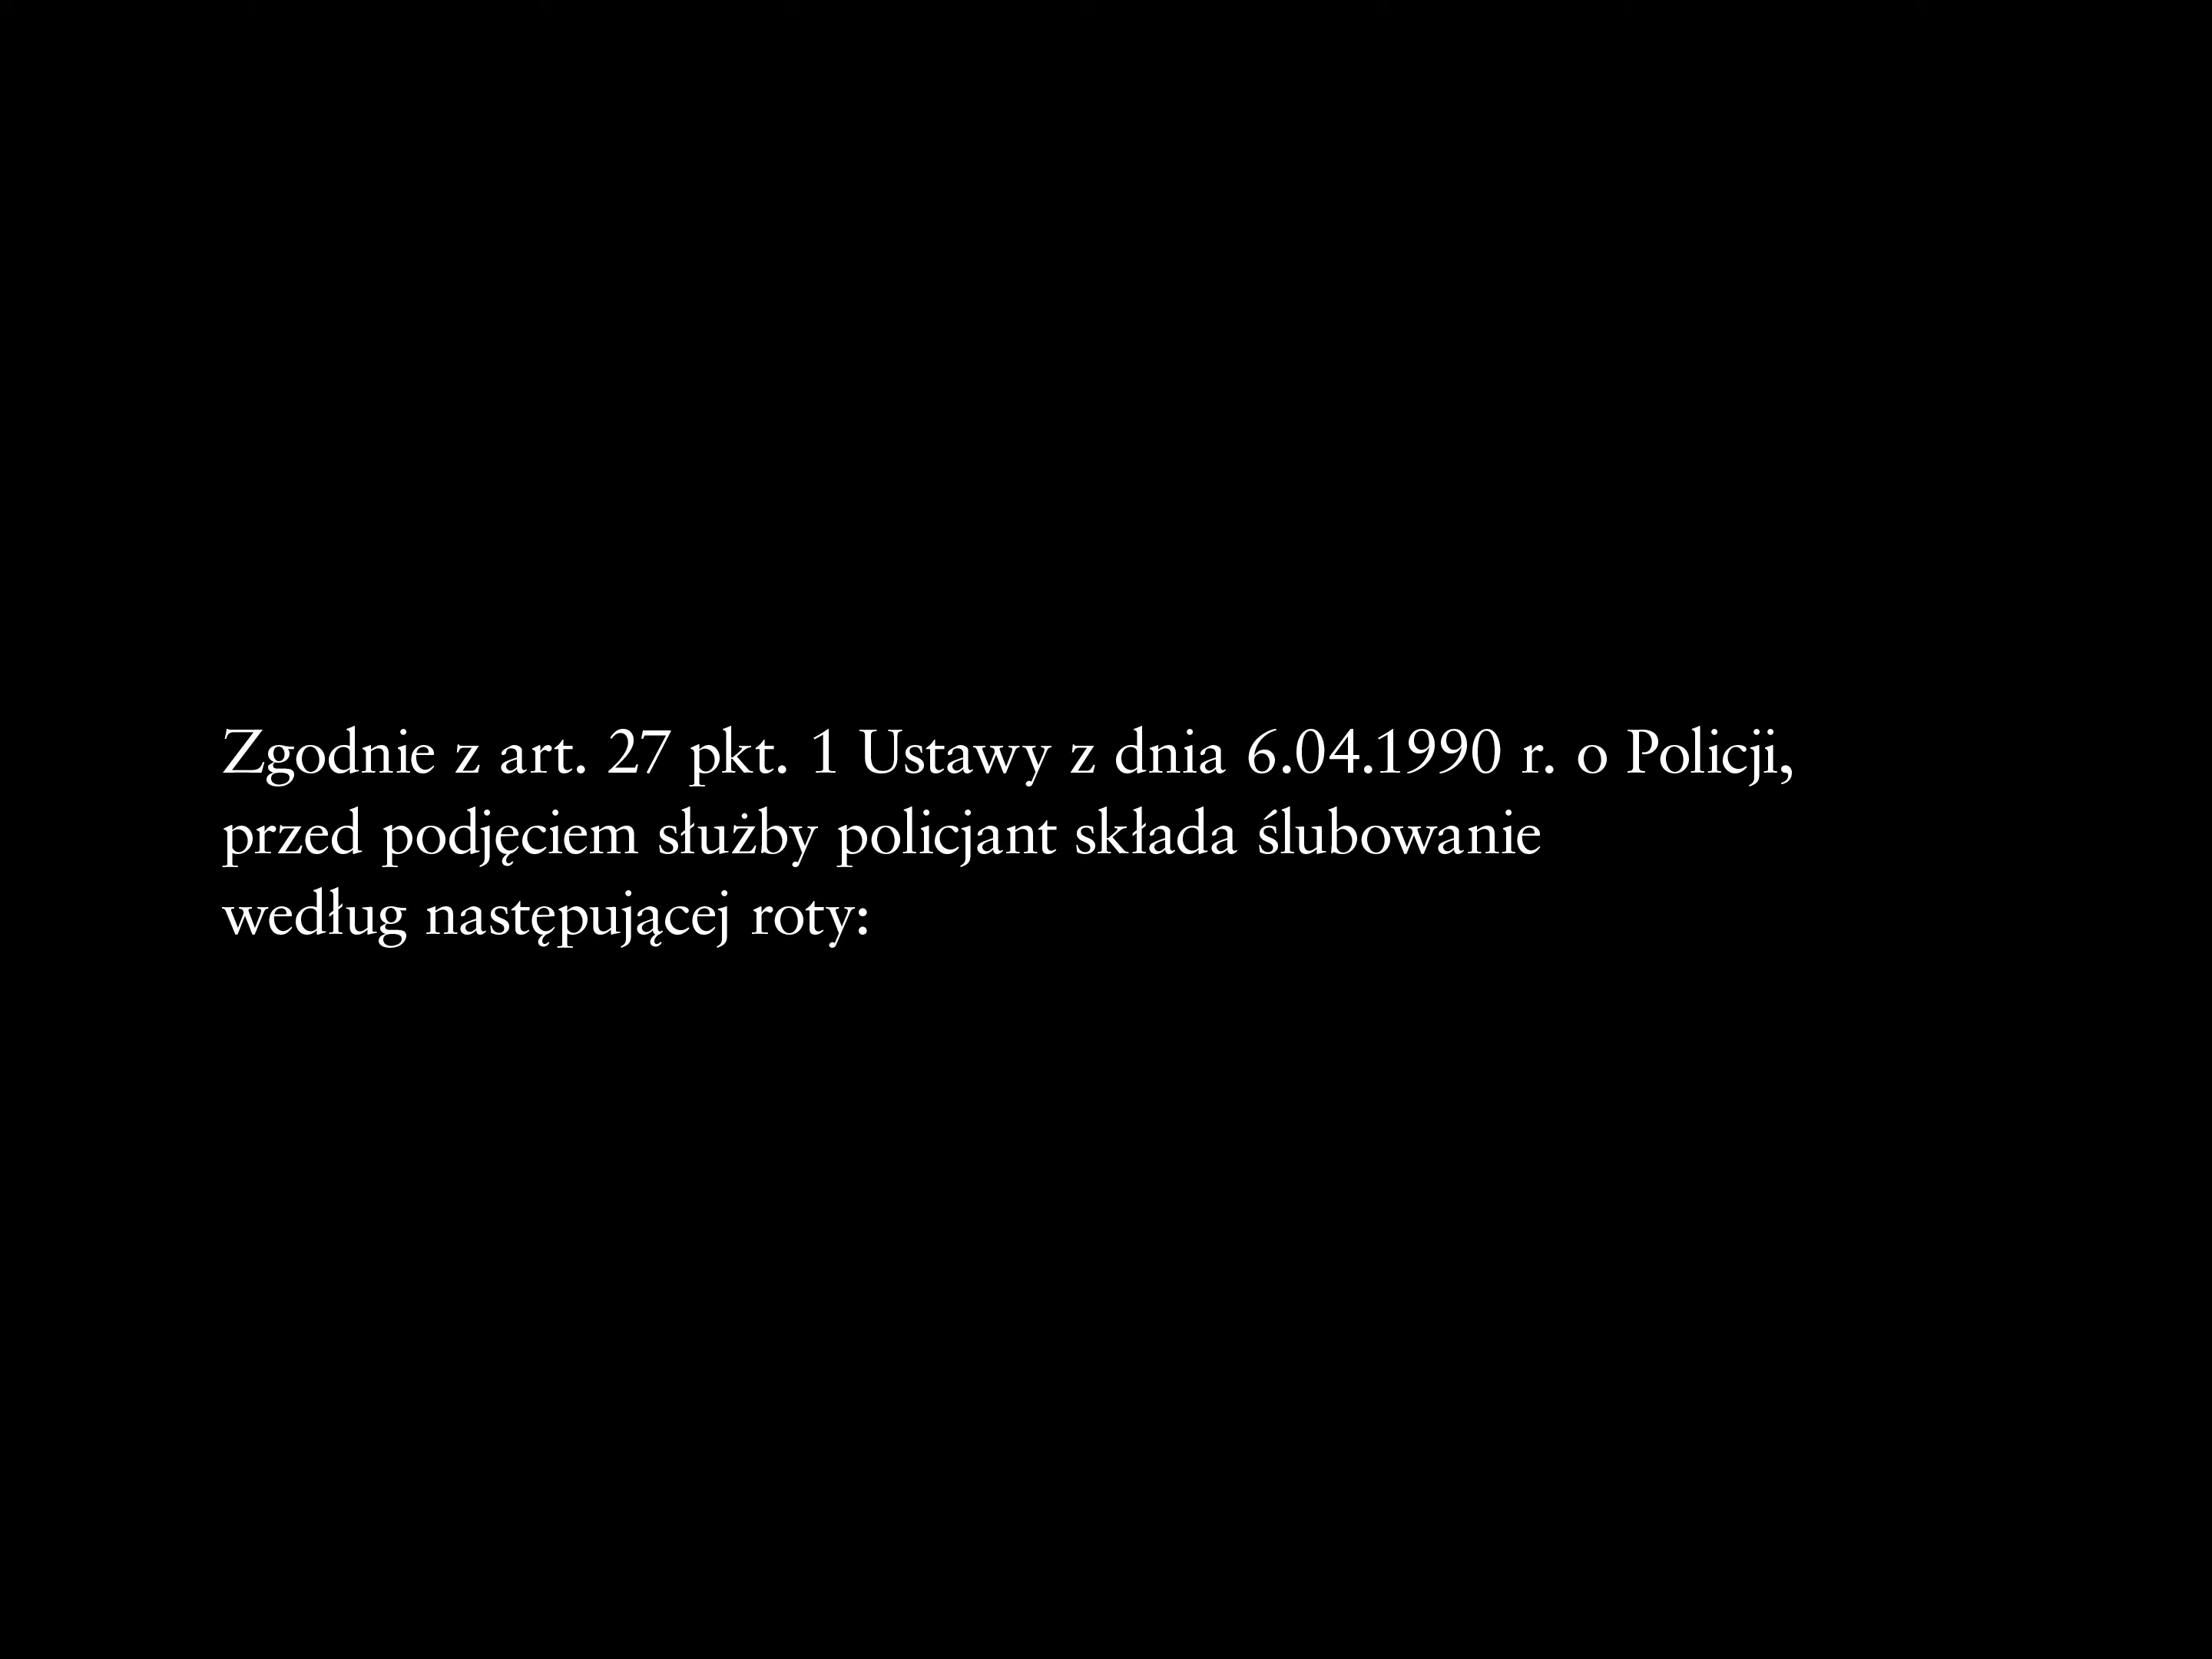 Zgodnie z art. 27 pkt. 1 Ustawy z dnia 6.04.1990 r. o Policji,
przed podjęciem służby policjant składa ślubowanie
według następujacej roty: